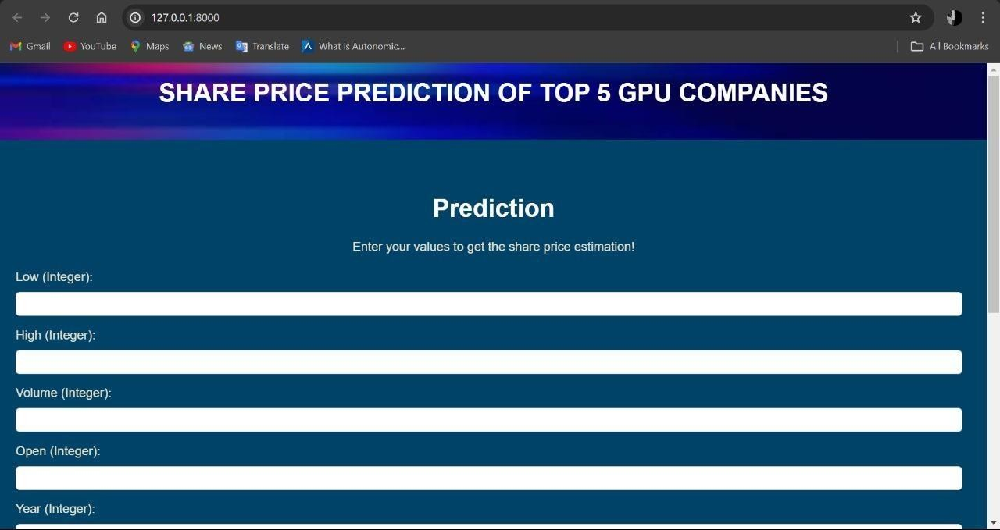 127.0.0.1:8000
Gmail YouTube Maps News Translate What is Autonomic... All Bookmarks
SHARE PRICE PREDICTION OF TOP 5 GPU COMPANIES
Prediction
Enter your values to get the share price estimation!
Low (Integer):
High (Integer):
Volume (Integer):
Open (Integer):
Year (Integer):